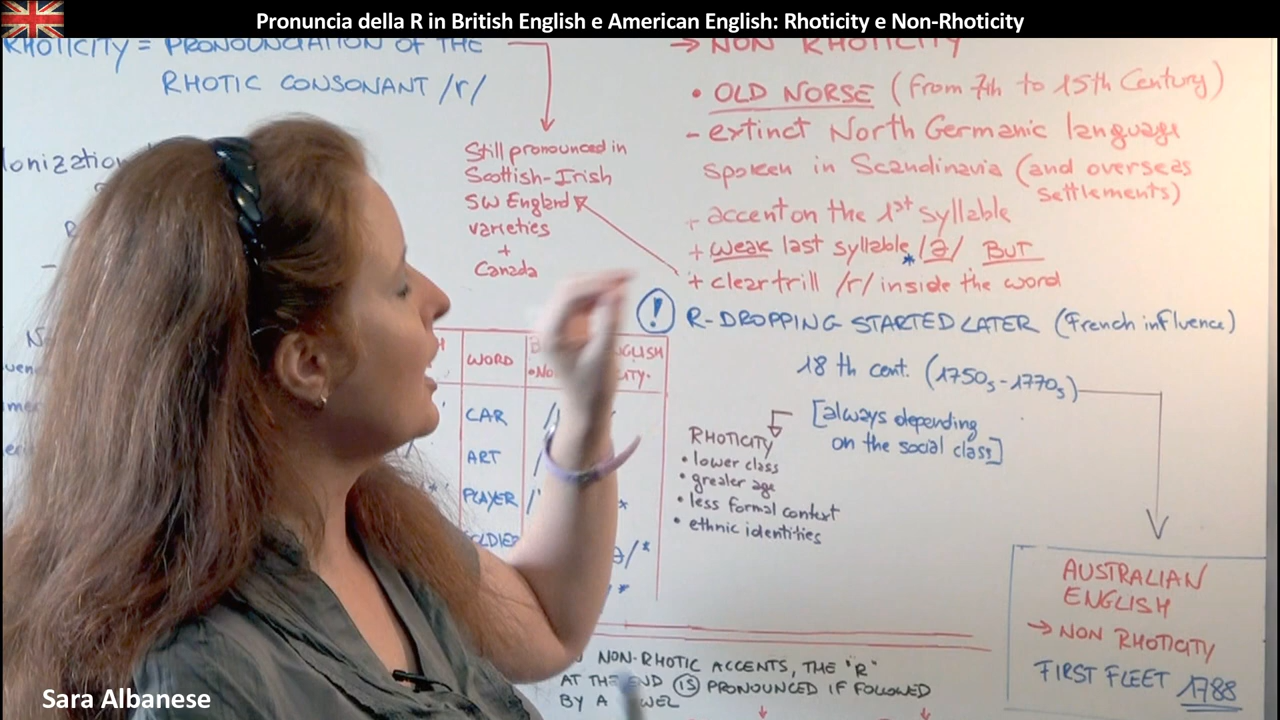 Pronuncia della R in British English e American English: Rhoticity e Non-Rhoticity
RHOTICITY = PRONOUNCIATION OF THE
RHOTIC CONSONANT /r/
Still pronounced in
Scottish-Irish
SW England
varieties
+
Canada
→ NON RHOTICITY
• OLD NORSE (from 7th to 15th Century)
- extinct North Germanic language
spoken in Scandinavia (and overseas
settlements)
+ accent on the 1st syllable
+ weak last syllable * /ə/ BUT
+ clear trill /r/ inside the word
! R-DROPPING STARTED LATER (French influence)
18 th cent. (1750s-1770s)
[always depending
on the social class]
RHOTICITY
• lower class
• greater age
• less formal context
• ethnic identities
WORD
CAR
ART
PLAYER
AUSTRALIAN
ENGLISH
→ NON RHOTICITY
FIRST FLEET 1788
NON-RHOTIC ACCENTS, THE "R"
AT THE END IS PRONOUNCED IF FOLLOWED
BY A
Sara Albanese